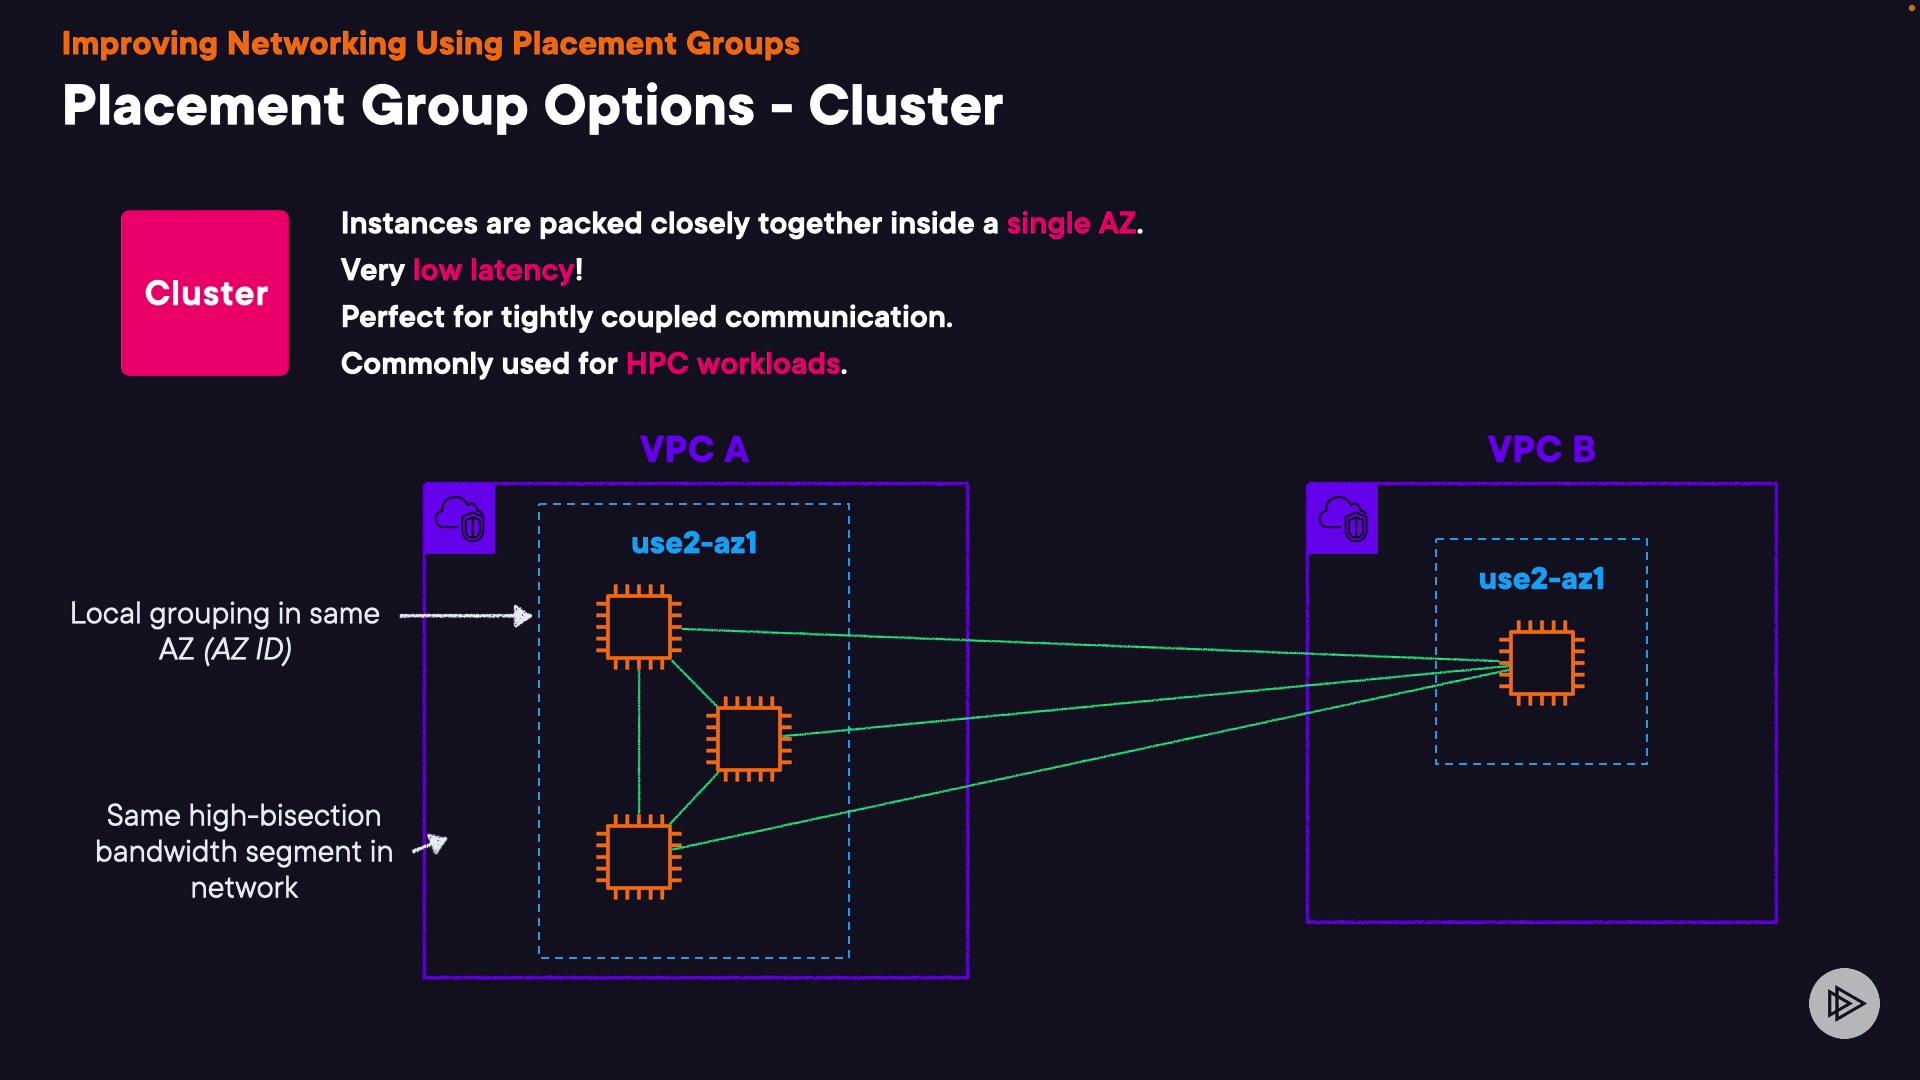 Improving Networking Using Placement Groups
Placement Group Options - Cluster
Cluster
Instances are packed closely together inside a single AZ.
Very low latency!
Perfect for tightly coupled communication.
Commonly used for HPC workloads.
VPC A
VPC B
use2-az1
use2-az1
Local grouping in same
AZ (AZ ID)
Same high-bisection
bandwidth segment in
network